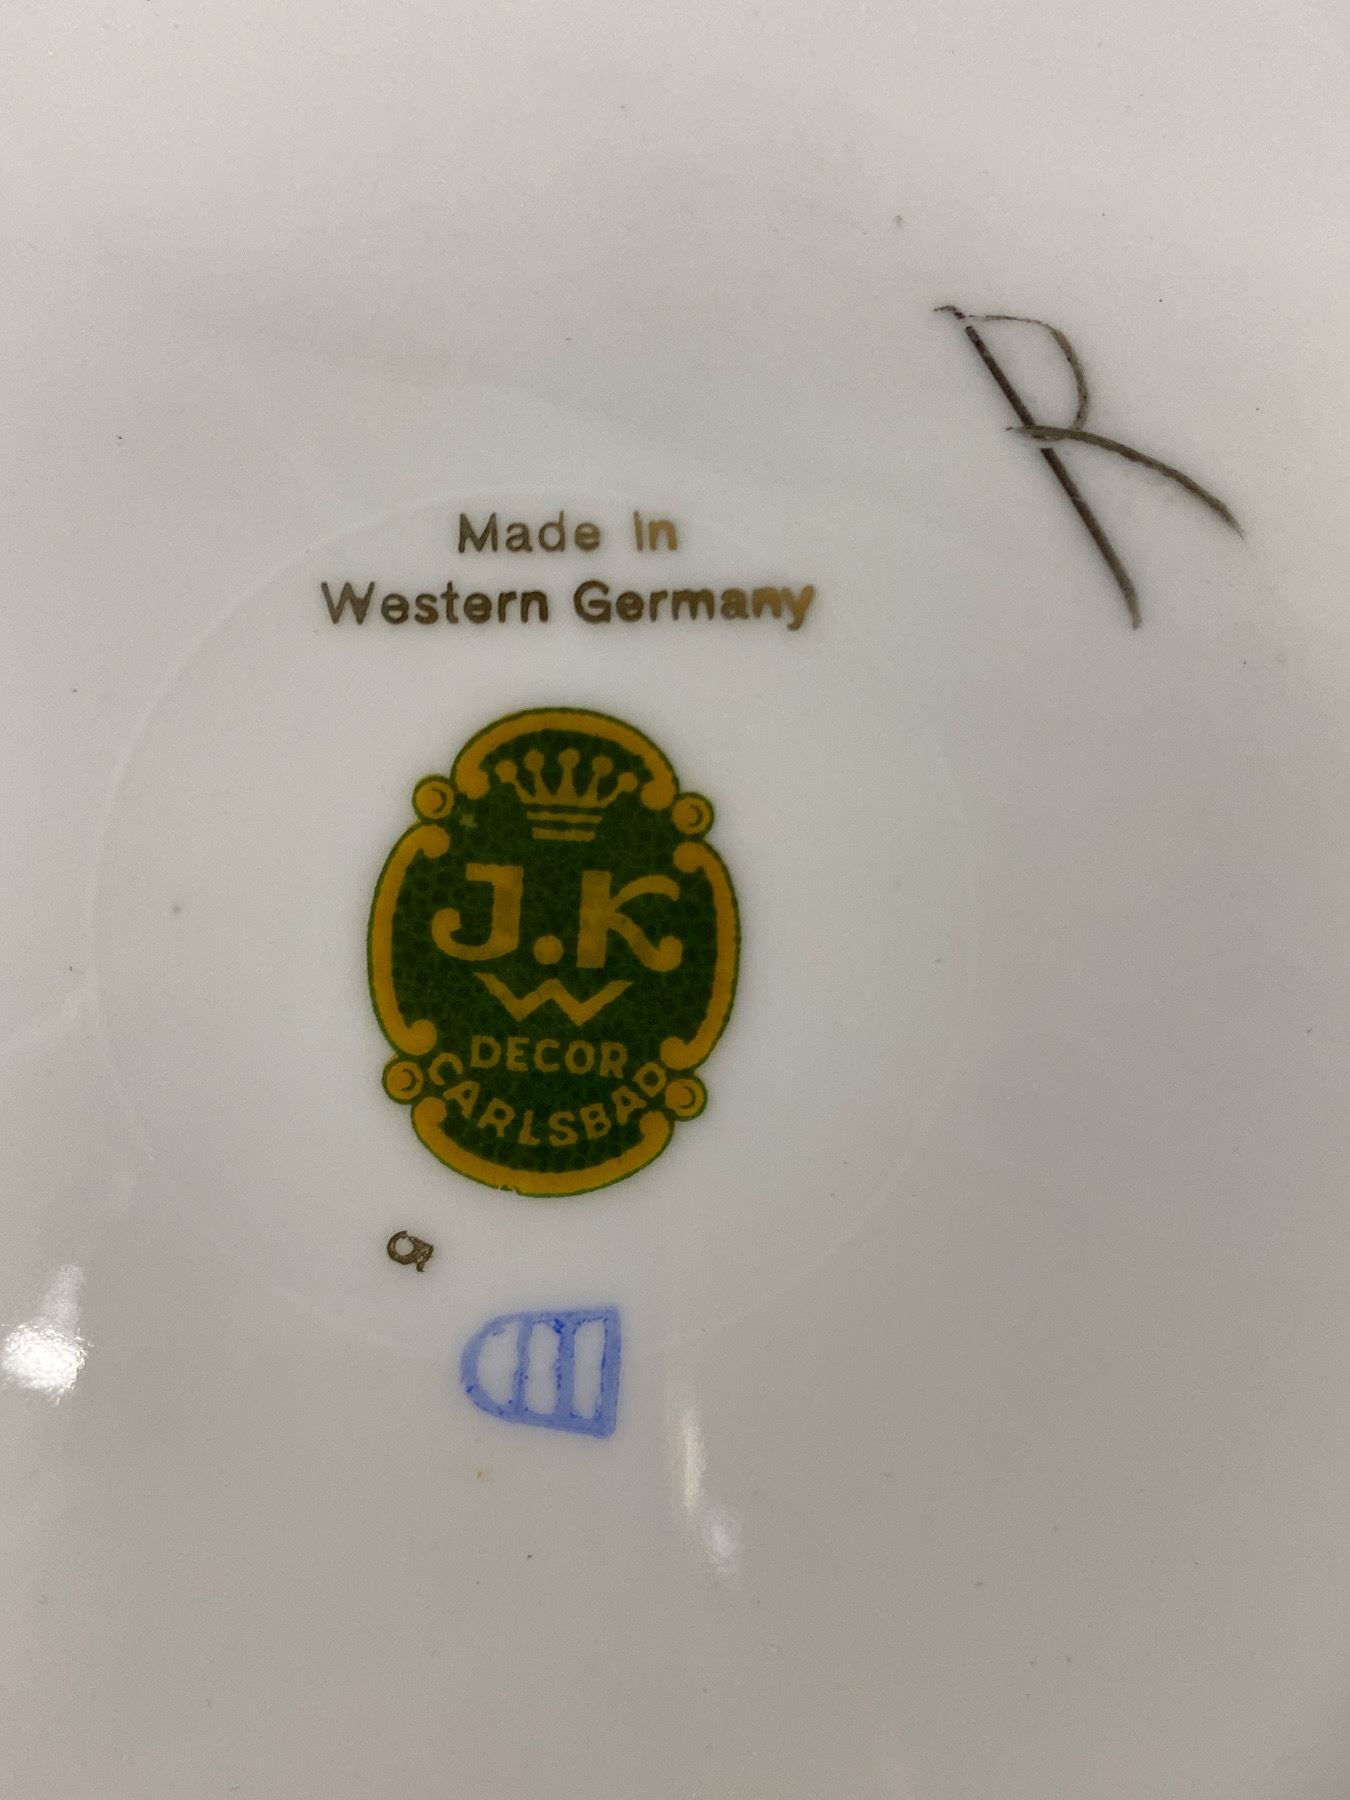 R
Made in
Western Germany
J.K
W
DECOR
CARLSBAD